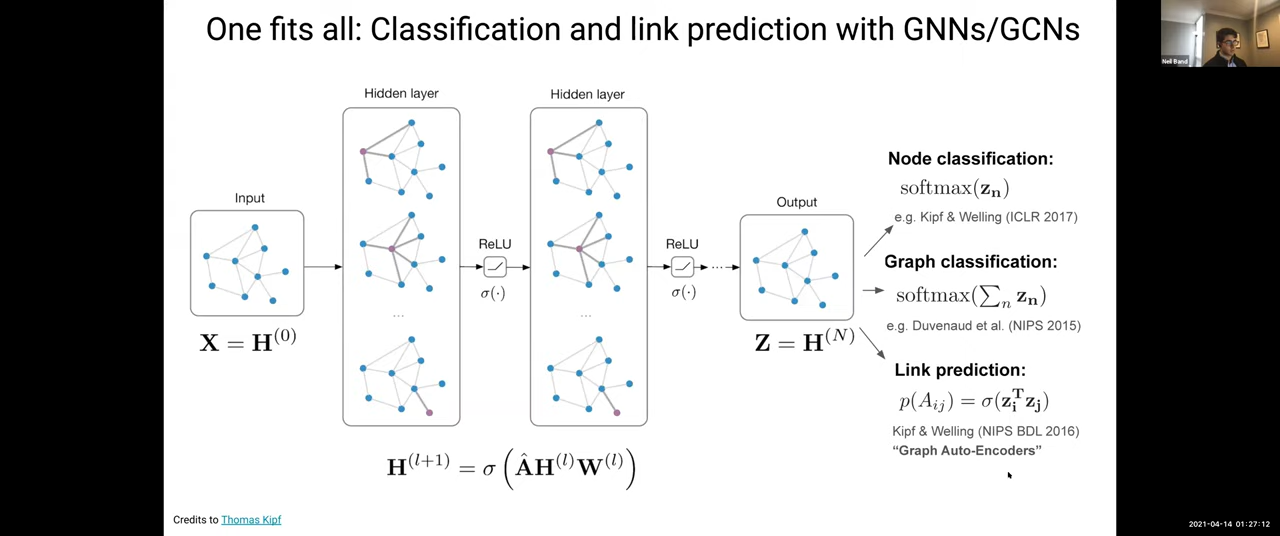 One fits all: Classification and link prediction with GNNs/GCNs
Neil Band
Hidden layer
Hidden layer
Input
ReLU
σ(·)
ReLU
σ(·)
...
...
...
Output
X = H^(0)
Z = H^(N)
H^(l+1) = σ(ÂH^(l)W^(l))
Node classification:
softmax(z_n)
e.g. Kipf & Welling (ICLR 2017)
Graph classification:
softmax(∑_n z_n)
e.g. Duvenaud et al. (NIPS 2015)
Link prediction:
p(A_ij) = σ(z_i^T z_j)
Kipf & Welling (NIPS BDL 2016)
“Graph Auto-Encoders”
Credits to Thomas Kipf
2021-04-14 01:27:12